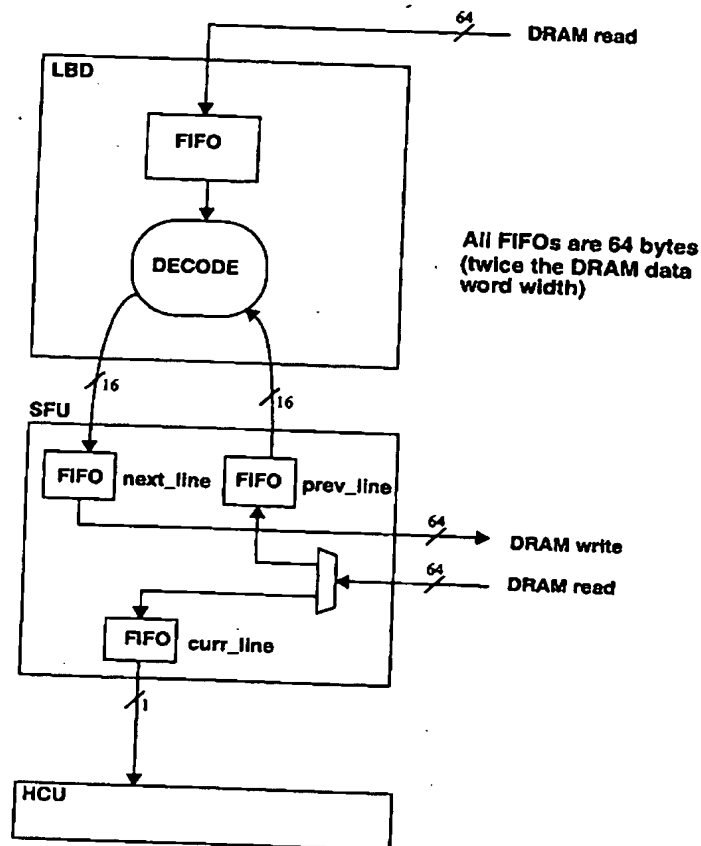 64
DRAM read
LBD
FIFO
DECODE
All FIFOs are 64 bytes
(twice the DRAM data
word width)
16
16
SFU
FIFO
next_line
FIFO
prev_line
64
DRAM write
64
DRAM read
FIFO
curr_line
1
HCU